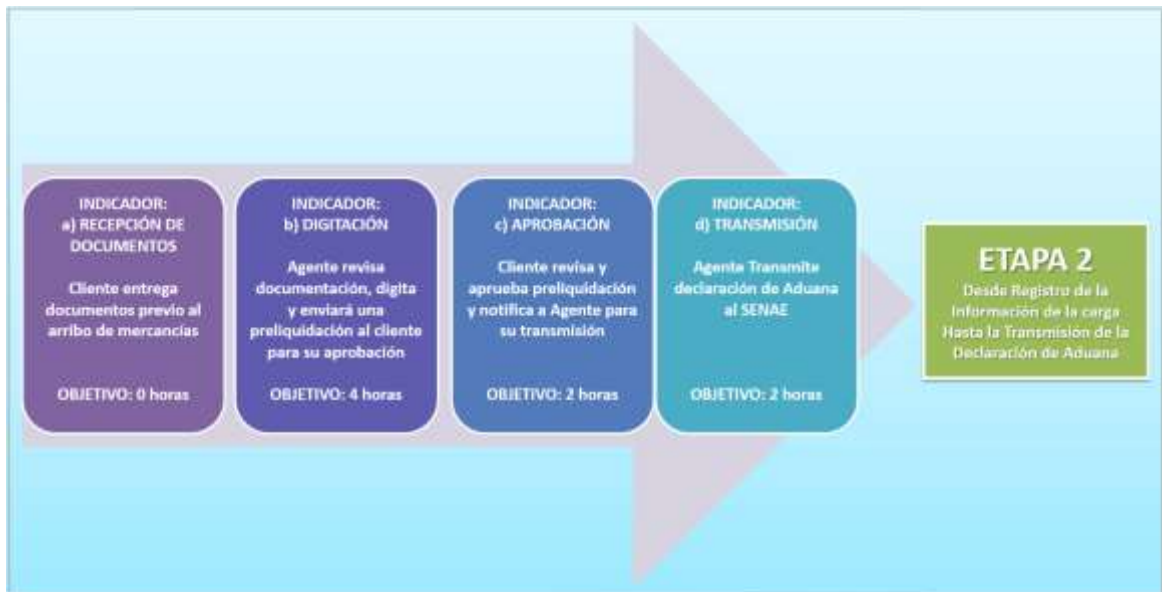 INDICADOR:
a) RECEPCIÓN DE
DOCUMENTOS
Cliente entrega
documentos previo al
arribo de mercancías
OBJETIVO: 0 horas
INDICADOR:
b) DIGITACIÓN
Agente revisa
documentación, digita
y enviará una
preliquidación al cliente
para su aprobación
OBJETIVO: 4 horas
INDICADOR:
c) APROBACIÓN
Cliente revisa y
aprueba preliquidación
y notifica a Agente para
su transmisión
OBJETIVO: 2 horas
INDICADOR:
d) TRANSMISIÓN
Agente Transmite
declaración de Aduana
al SENAE
OBJETIVO: 2 horas
ETAPA 2
Desde Registro de la
Información de la carga
Hasta la Transmisión de la
Declaración de Aduana